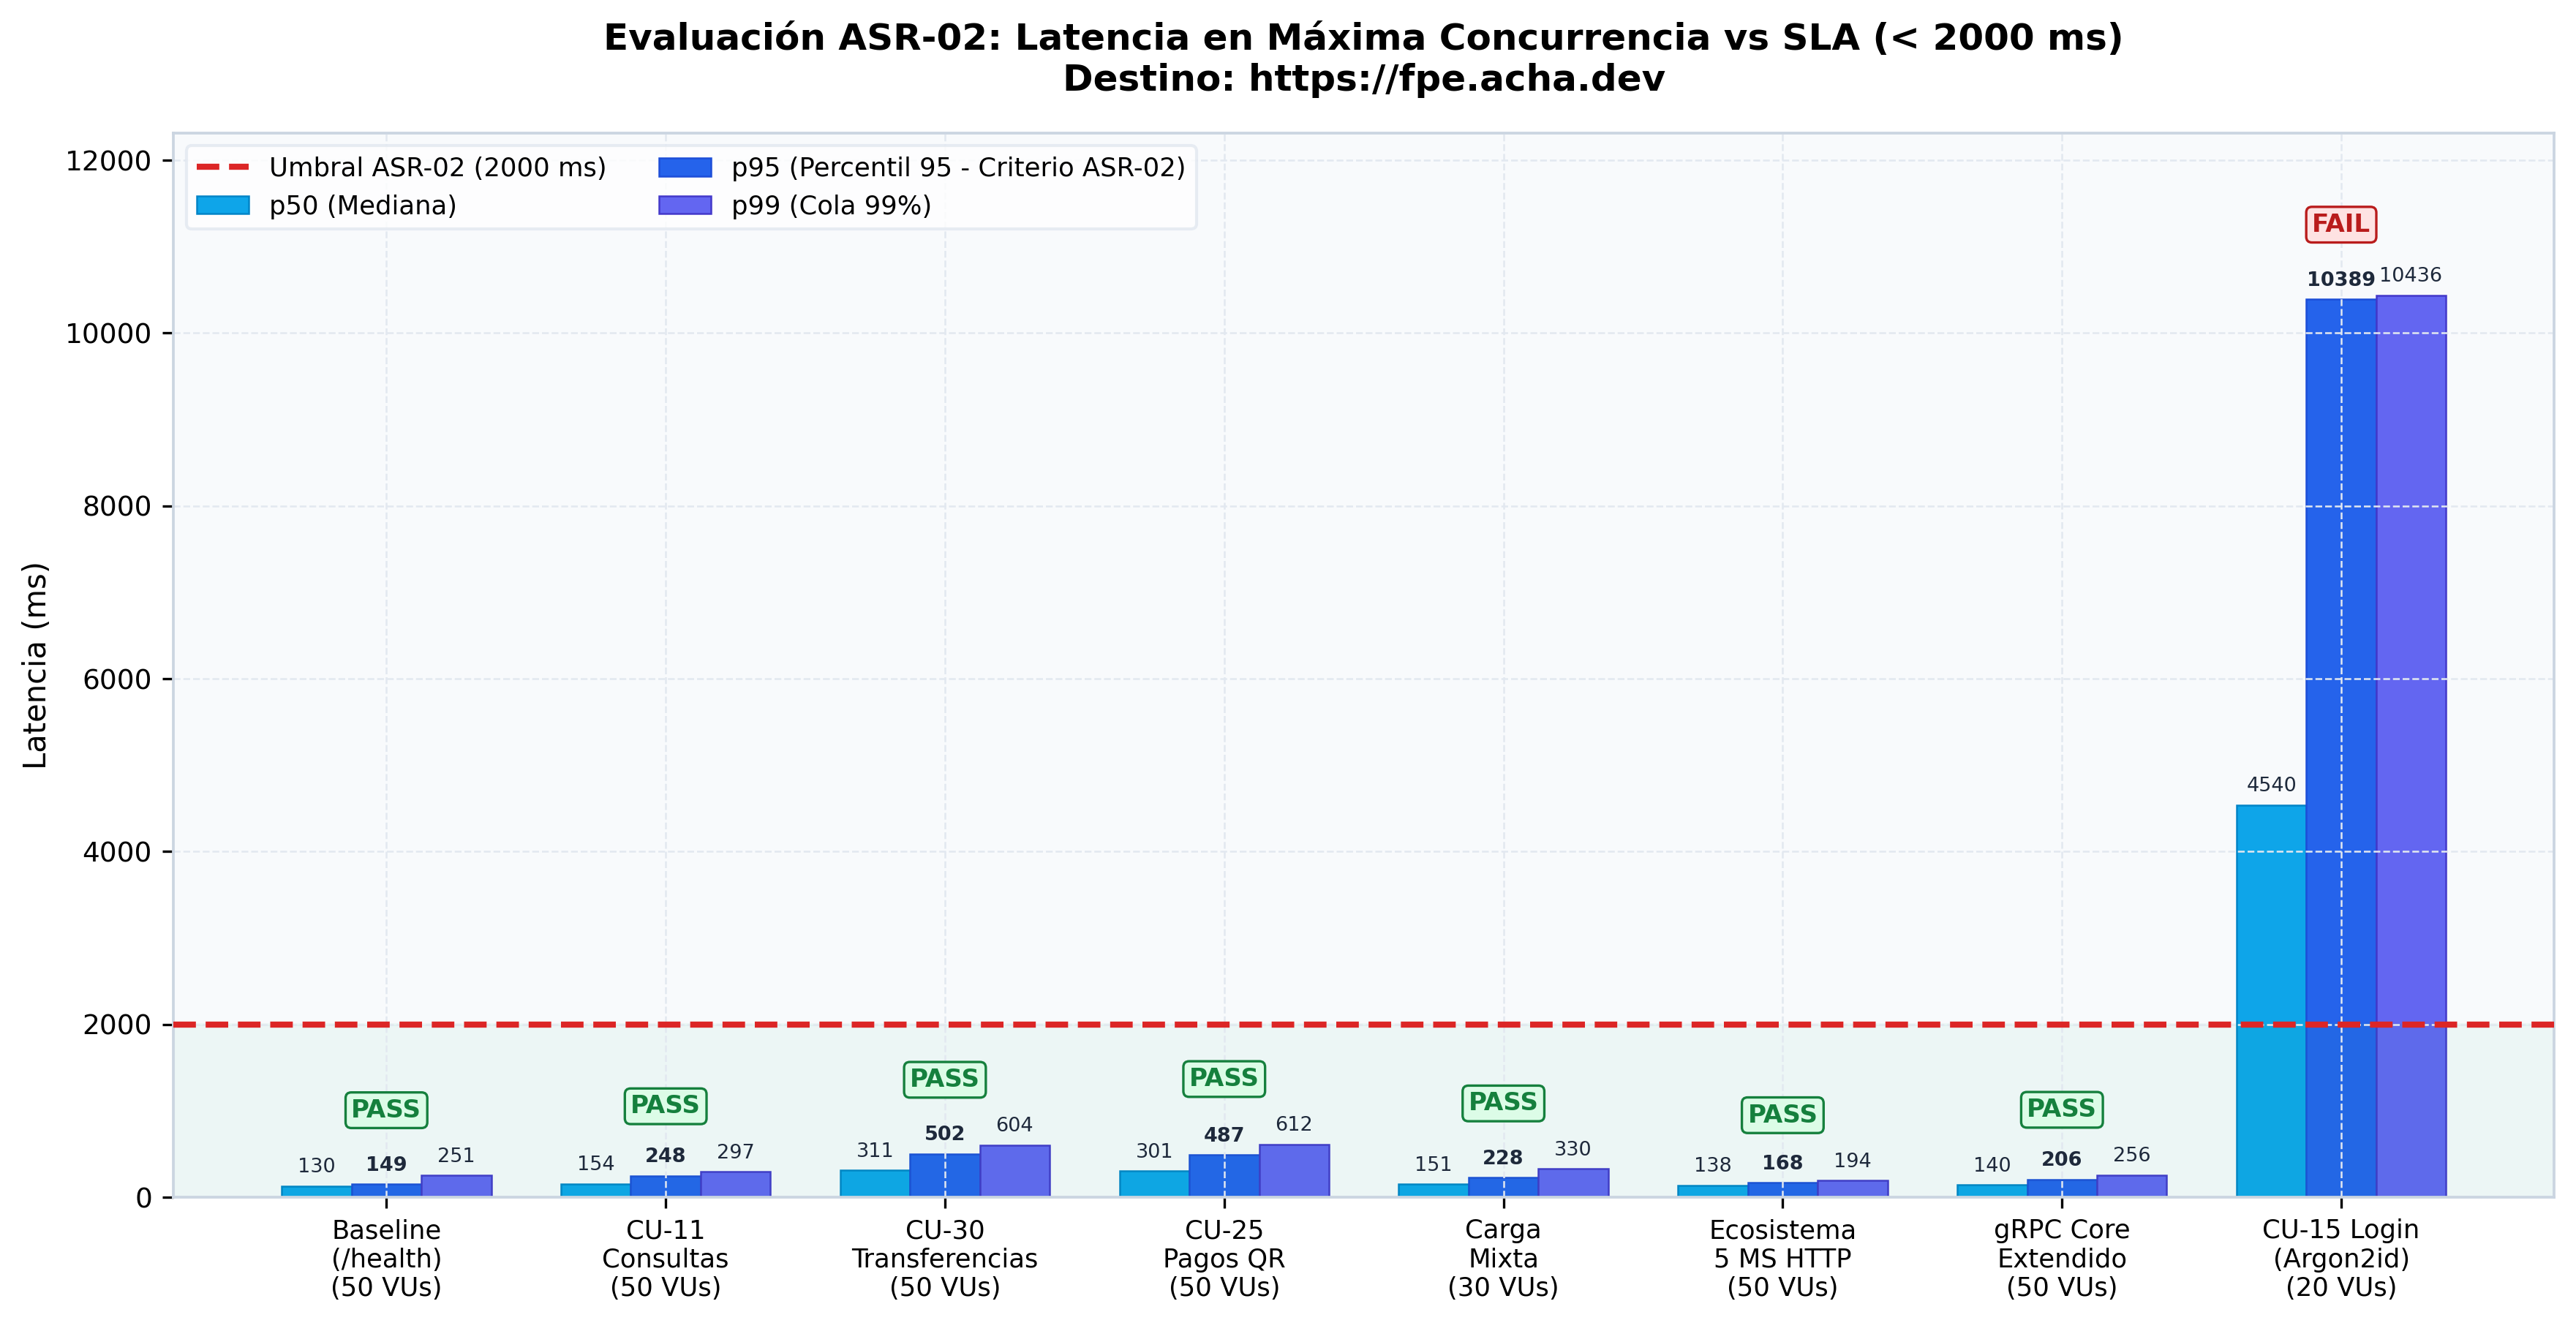 Evaluación ASR-02: Latencia en Máxima Concurrencia vs SLA (< 2000 ms)
Destino: https://fpe.acha.dev
Umbral ASR-02 (2000 ms)
p50 (Mediana)
p95 (Percentil 95 - Criterio ASR-02)
p99 (Cola 99%)
Latencia (ms)
12000
10000
8000
6000
4000
2000
0
PASS
130
149
251
PASS
154
248
297
PASS
311
502
604
PASS
301
487
612
PASS
151
228
330
PASS
138
168
194
PASS
140
206
256
FAIL
4540
10389
10436
Baseline
(/health)
(50 VUs)
CU-11
Consultas
(50 VUs)
CU-30
Transferencias
(50 VUs)
CU-25
Pagos QR
(50 VUs)
Carga
Mixta
(30 VUs)
Ecosistema
5 MS HTTP
(50 VUs)
gRPC Core
Extendido
(50 VUs)
CU-15 Login
(Argon2id)
(20 VUs)